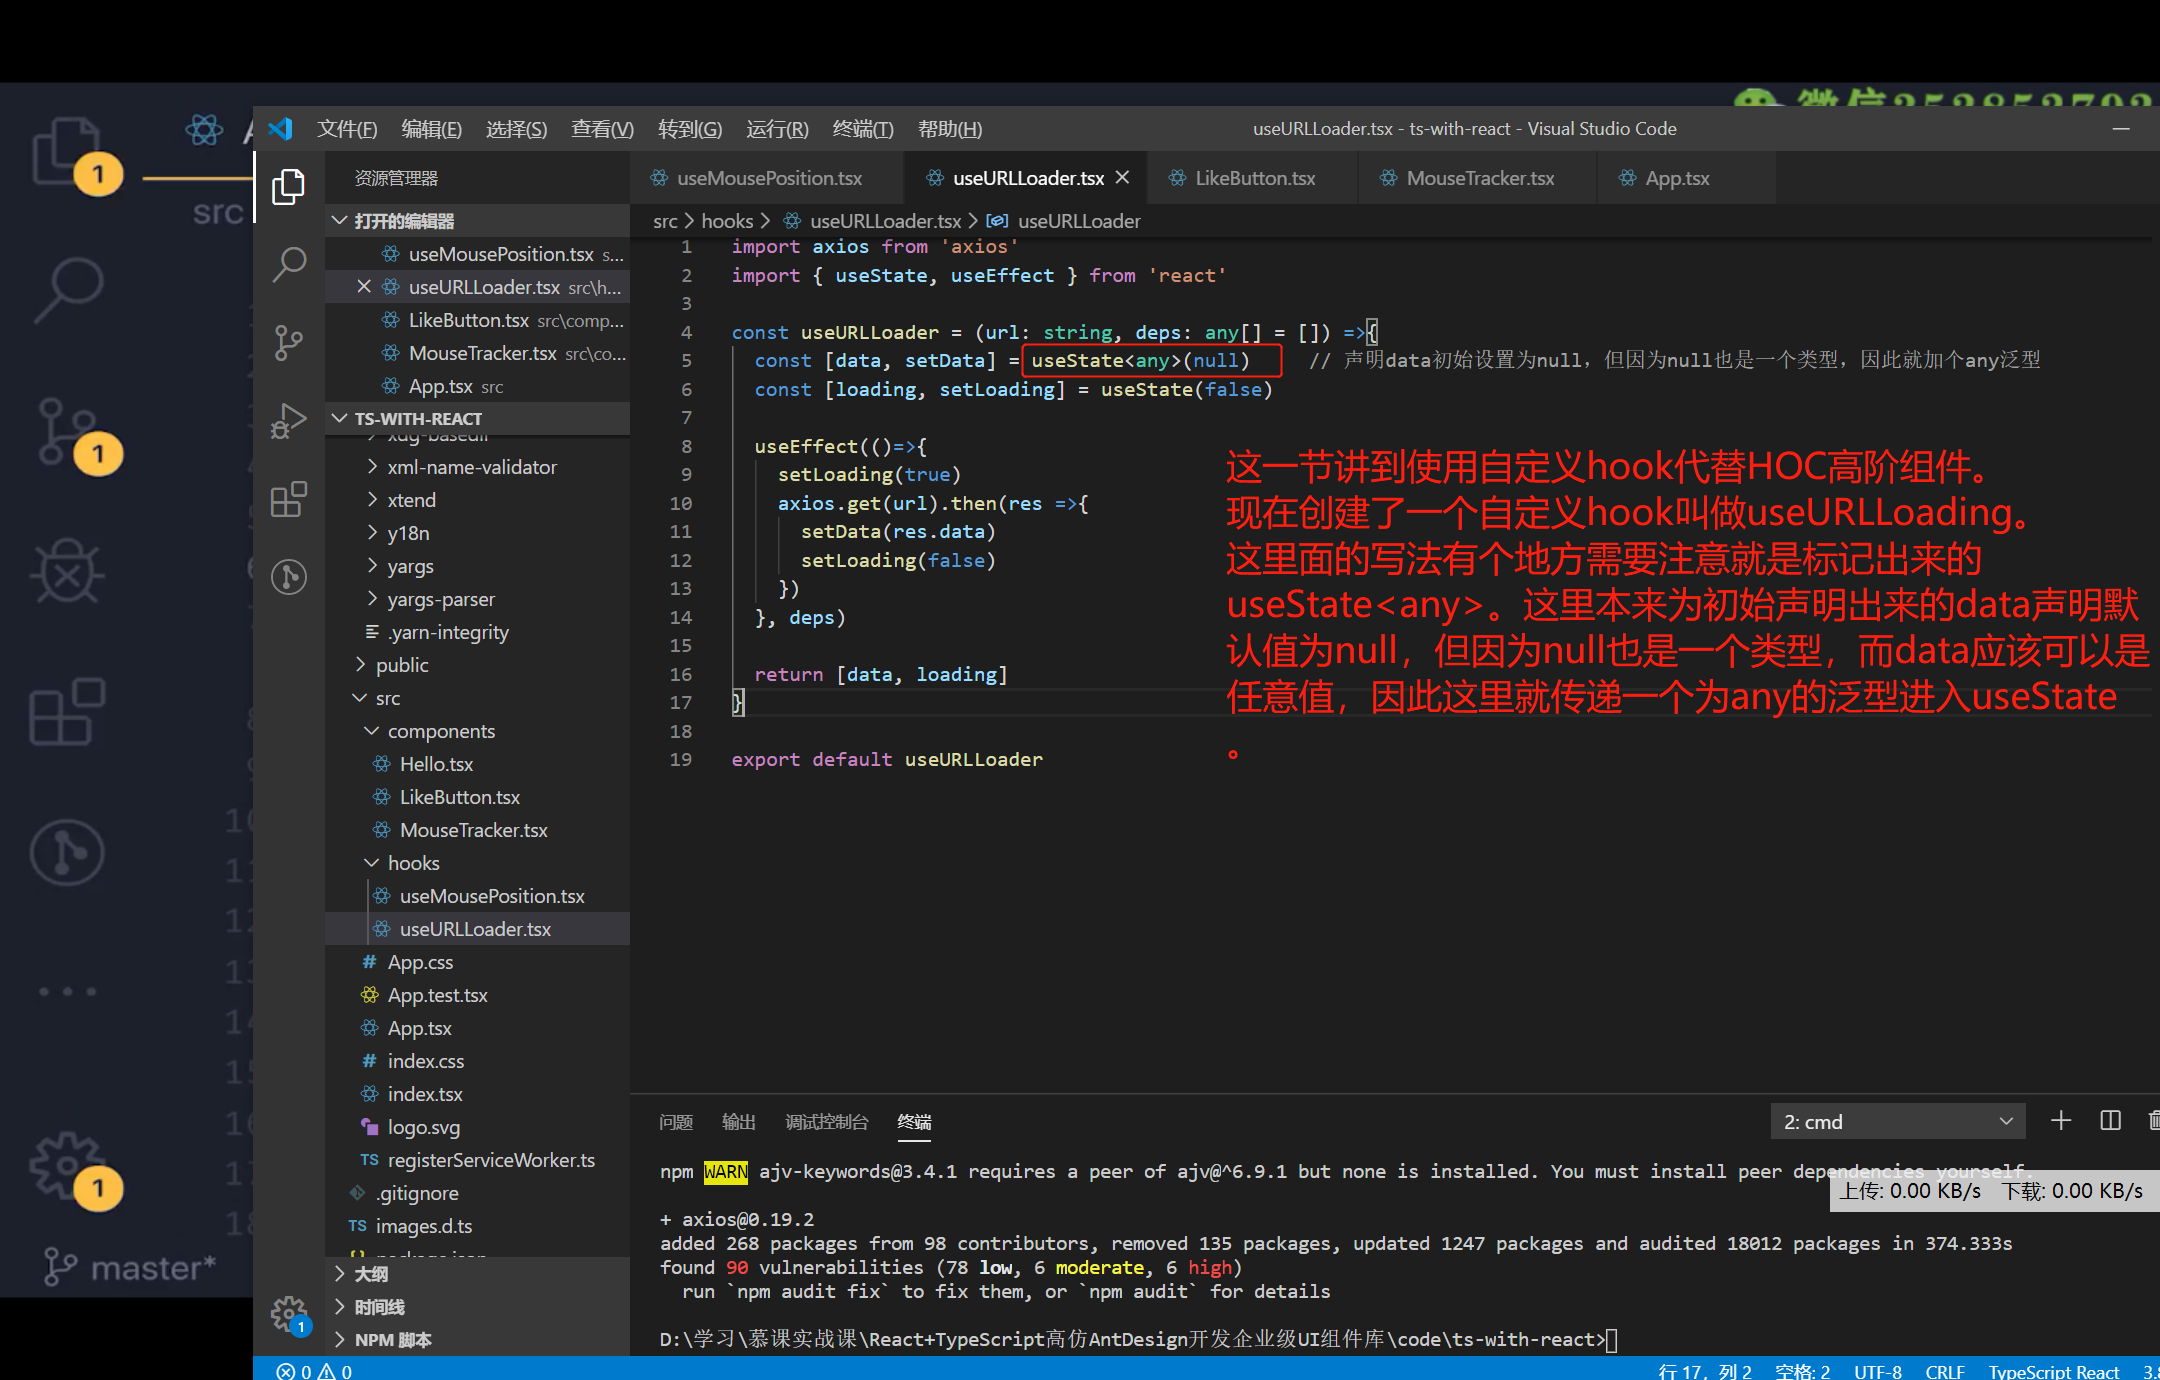 微信352852792
src
master*
文件(F) 编辑(E) 选择(S) 查看(V) 转到(G) 运行(R) 终端(T) 帮助(H)
useURLLoader.tsx - ts-with-react - Visual Studio Code
资源管理器
打开的编辑器
useMousePosition.tsx s...
useURLLoader.tsx src\h...
LikeButton.tsx src\comp...
MouseTracker.tsx src\co...
App.tsx src
TS-WITH-REACT
xml-name-validator
xtend
y18n
yargs
yargs-parser
.yarn-integrity
public
src
components
Hello.tsx
LikeButton.tsx
MouseTracker.tsx
hooks
useMousePosition.tsx
useURLLoader.tsx
App.css
App.test.tsx
App.tsx
index.css
index.tsx
logo.svg
registerServiceWorker.ts
.gitignore
images.d.ts
大纲
时间线
NPM 脚本
useMousePosition.tsx useURLLoader.tsx LikeButton.tsx MouseTracker.tsx App.tsx
src > hooks > useURLLoader.tsx > useURLLoader
1 import axios from 'axios'
2 import { useState, useEffect } from 'react'
3
4 const useURLLoader = (url: string, deps: any[] = []) =>{
5 const [data, setData] = useState<any>(null) // 声明data初始设置为null，但因为null也是一个类型，因此就加个any泛型
6 const [loading, setLoading] = useState(false)
7
8 useEffect(()=>{
9 setLoading(true)
10 axios.get(url).then(res =>{
11 setData(res.data)
12 setLoading(false)
13 })
14 }, deps)
15
16 return [data, loading]
17 }
18
19 export default useURLLoader
这一节讲到使用自定义hook代替HOC高阶组件。
现在创建了一个自定义hook叫做useURLLoading。
这里面的写法有个地方需要注意就是标记出来的
useState<any>。这里本来为初始声明出来的data声明默
认值为null，但因为null也是一个类型，而data应该可以是
任意值，因此这里就传递一个为any的泛型进入useState
。
问题 输出 调试控制台 终端
2: cmd
npm WARN ajv-keywords@3.4.1 requires a peer of ajv@^6.9.1 but none is installed. You must install peer dependencies yourself.
上传: 0.00 KB/s 下载: 0.00 KB/s
+ axios@0.19.2
added 268 packages from 98 contributors, removed 135 packages, updated 1247 packages and audited 18012 packages in 374.333s
found 90 vulnerabilities (78 low, 6 moderate, 6 high)
run `npm audit fix` to fix them, or `npm audit` for details
D:\学习\慕课实战课\React+TypeScript高仿AntDesign开发企业级UI组件库\code\ts-with-react>
0 0
行 17，列 2 空格: 2 UTF-8 CRLF TypeScript React